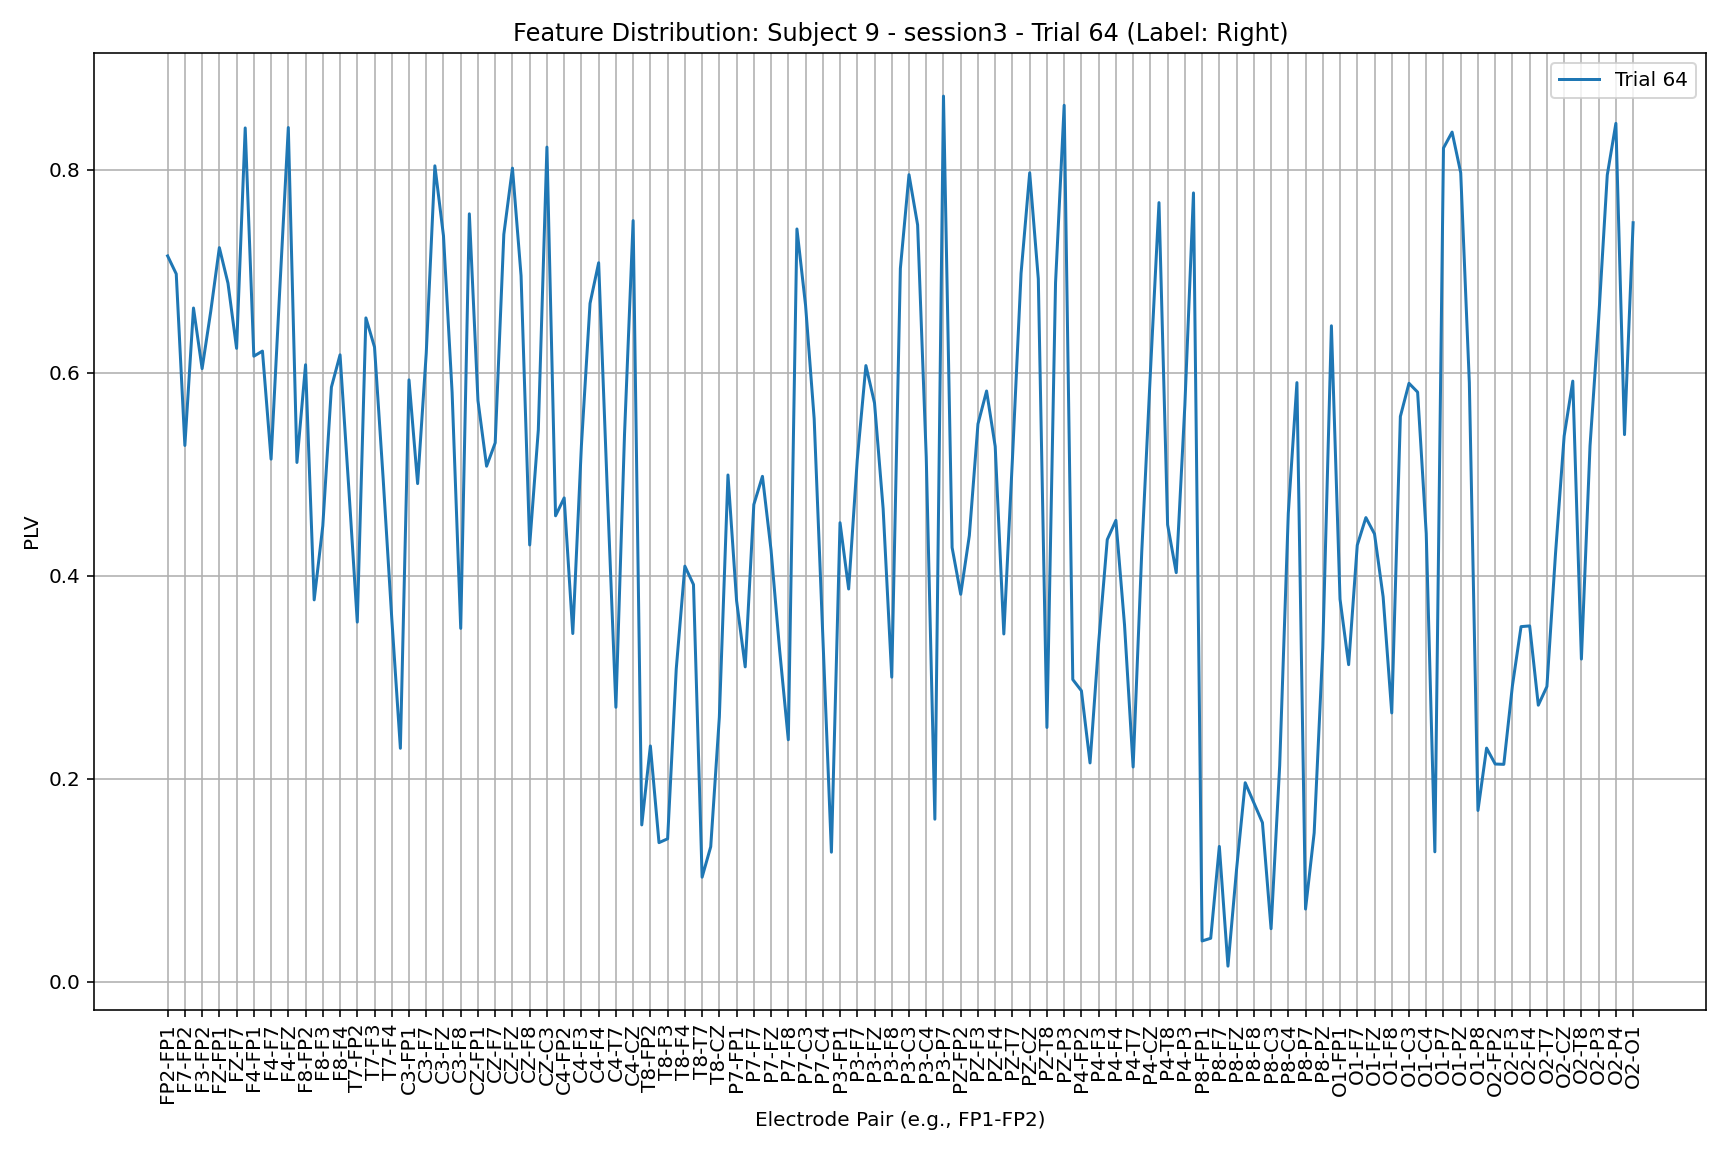 Feature Distribution: Subject 9 - session3 - Trial 64 (Label: Right)
Trial 64
PLV
0.8
0.6
0.4
0.2
0.0
FP2-FP1
F7-FP2
F3-FP2
FZ-FP1
FZ-F7
F4-FP1
F4-F7
F4-FZ
F8-FP2
F8-F3
F8-F4
T7-FP2
T7-F3
T7-F4
C3-FP1
C3-F7
C3-FZ
C3-F8
CZ-FP1
CZ-F7
CZ-FZ
CZ-F8
CZ-C3
C4-FP2
C4-F3
C4-F4
C4-T7
C4-CZ
T8-FP2
T8-F3
T8-F4
T8-T7
T8-CZ
P7-FP1
P7-F7
P7-FZ
P7-F8
P7-C3
P7-C4
P3-FP1
P3-F7
P3-FZ
P3-F8
P3-C3
P3-C4
P3-P7
PZ-FP2
PZ-F3
PZ-F4
PZ-T7
PZ-CZ
PZ-T8
PZ-P3
P4-FP2
P4-F3
P4-F4
P4-T7
P4-CZ
P4-T8
P4-P3
P8-FP1
P8-F7
P8-FZ
P8-F8
P8-C3
P8-C4
P8-P7
P8-PZ
O1-FP1
O1-F7
O1-FZ
O1-F8
O1-C3
O1-C4
O1-P7
O1-PZ
O1-P8
O2-FP2
O2-F3
O2-F4
O2-T7
O2-CZ
O2-T8
O2-P3
O2-P4
O2-O1
Electrode Pair (e.g., FP1-FP2)